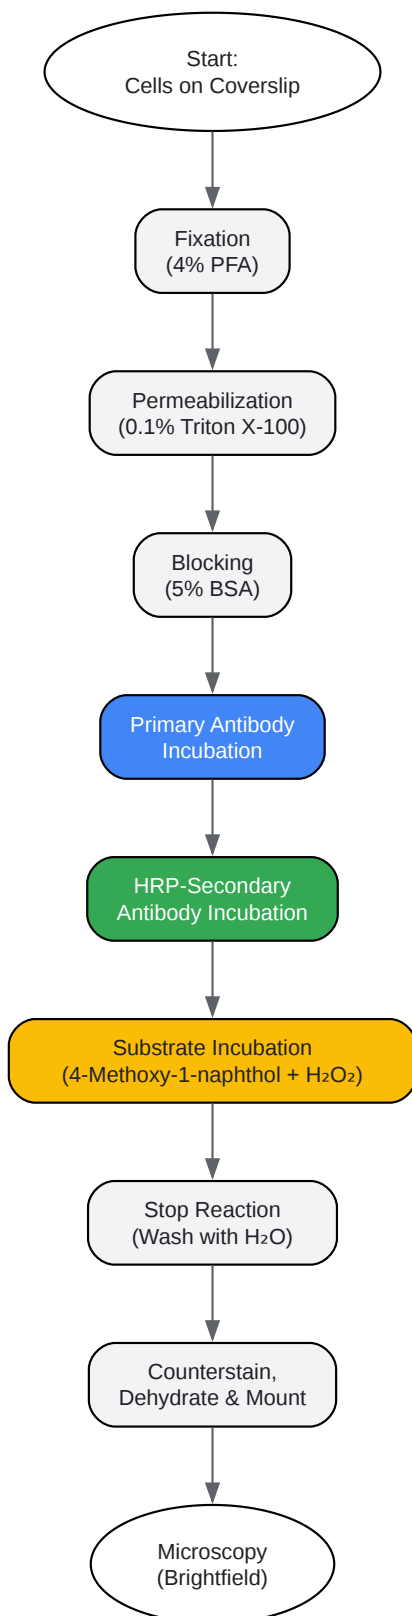 Start:
Cells on Coverslip
Fixation
(4% PFA)
Permeabilization
(0.1% Triton X-100)
Blocking
(5% BSA)
Primary Antibody
Incubation
HRP-Secondary
Antibody Incubation
Substrate Incubation
(4-Methoxy-1-naphthol + H₂O₂)
Stop Reaction
(Wash with H₂O)
Counterstain,
Dehydrate & Mount
Microscopy
(Brightfield)